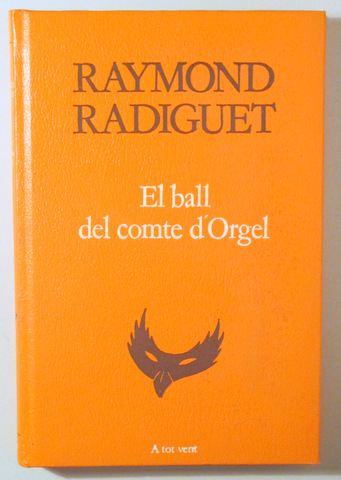 RAYMOND
RADIGUET
El ball
del comte d'Orgel
A tot vent